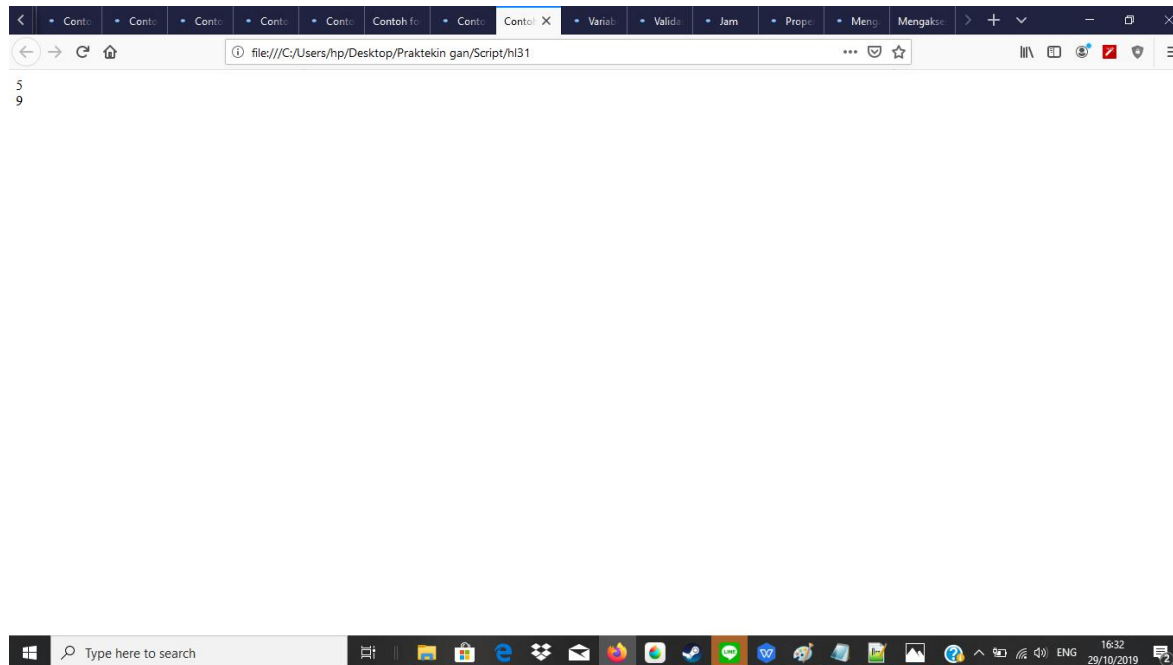 Conto
Conto
Conto
Conto
Conto
Contoh fo
Conto
Contoh
Variab
Valida
Jam
Prope
Meng
Mengakse
file:///C:/Users/hp/Desktop/Praktekin gan/Script/hl31
5
9
Type here to search
ENG
16:32
29/10/2019